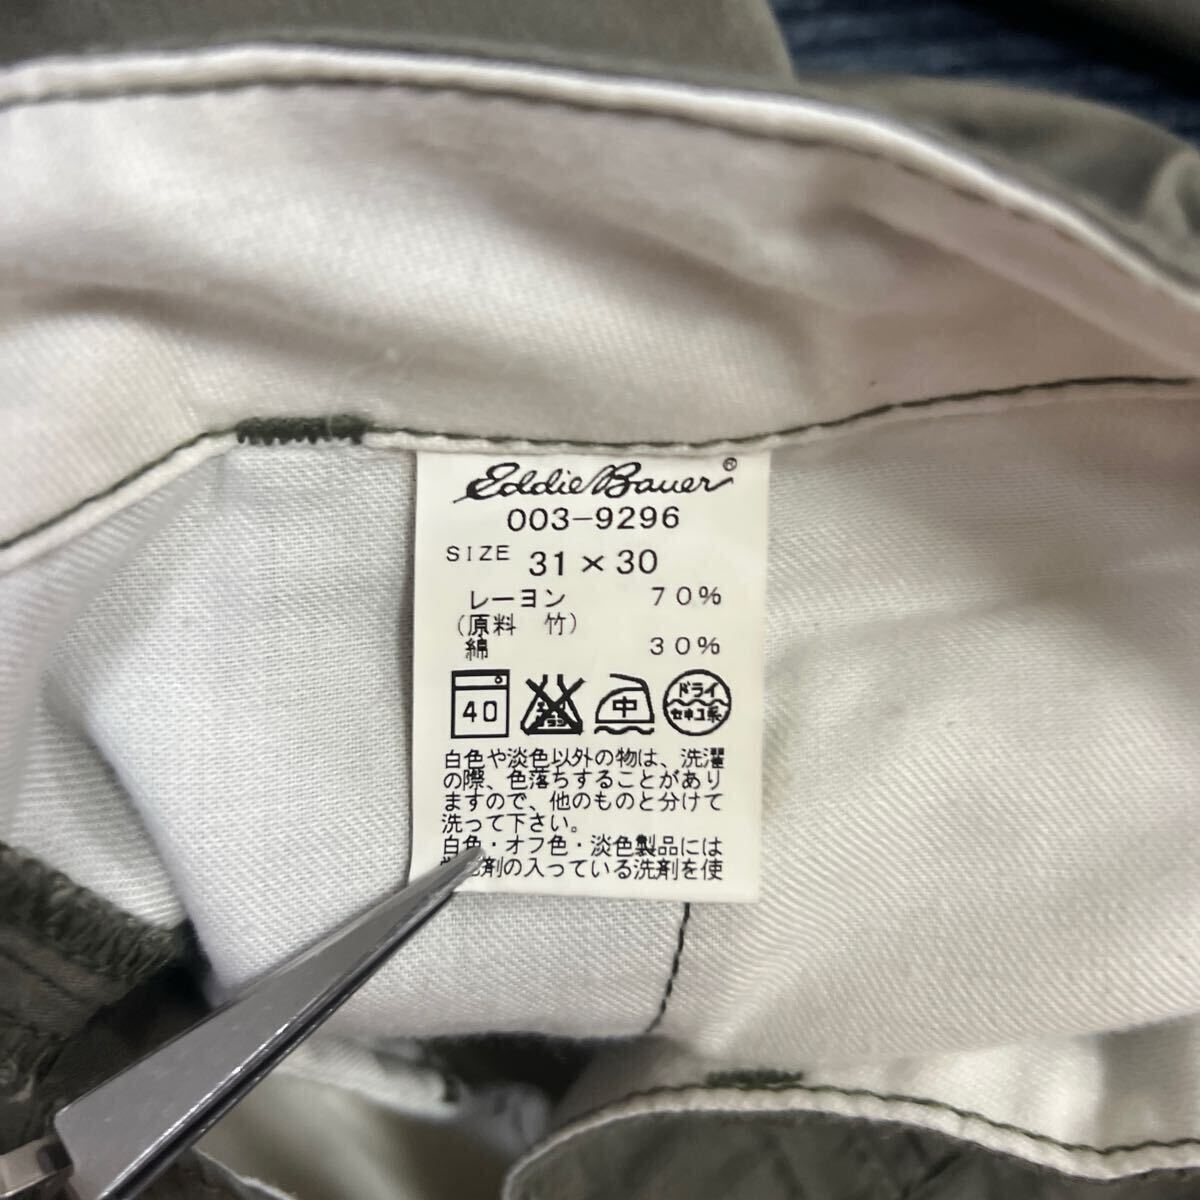 Eddie Bauer®
003-9296
SIZE 31×30
レーヨン 70%
(原料 竹)
綿 30%
40 中 ドライ セキユ系
白色や淡色以外の物は、洗濯
の際、色落ちすることがあり
ますので、他のものと分けて
洗って下さい。
白色・オフ色・淡色製品には
剤の入っている洗剤を使